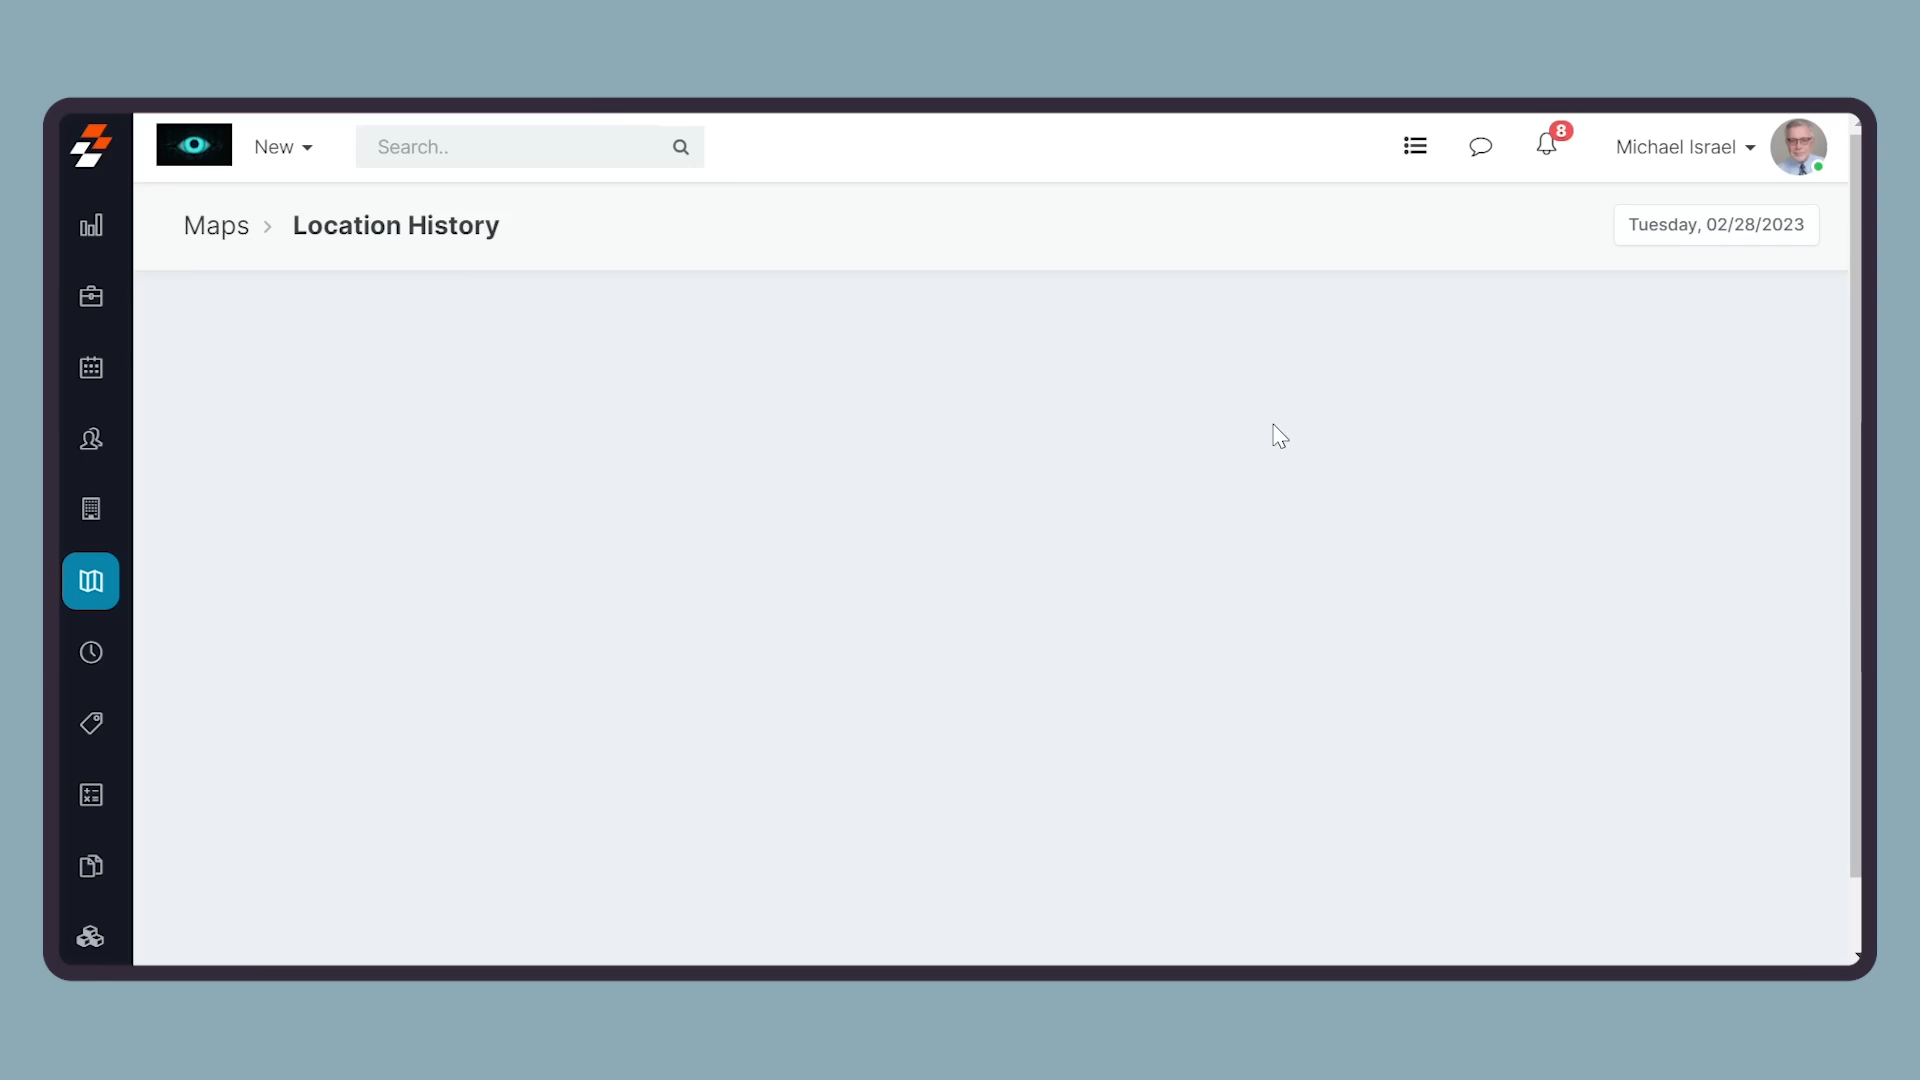 New
Search..
8
Michael Israel
Maps > Location History
Tuesday, 02/28/2023